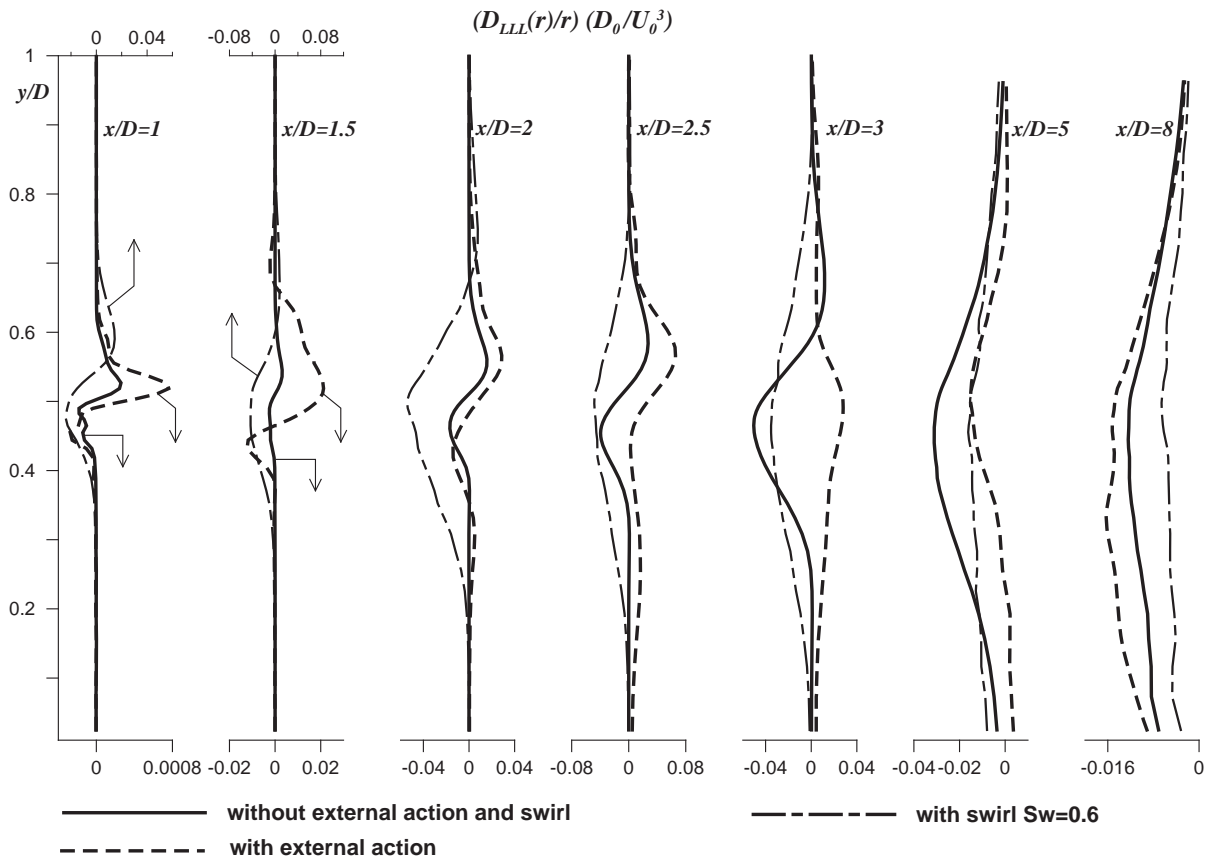 (D_LLL(r)/r) (D_0/U_0^3)
0 0.04 -0.08 0 0.08
1
y/D
x/D=1 x/D=1.5 x/D=2 x/D=2.5 x/D=3 x/D=5 x/D=8
0.8
0.6
0.4
0.2
0 0.0008 -0.02 0 0.02 -0.04 0 0.04 -0.08 0 0.08 -0.04 0 0.04 -0.04 -0.02 0 -0.016 0
without external action and swirl
with swirl Sw=0.6
with external action